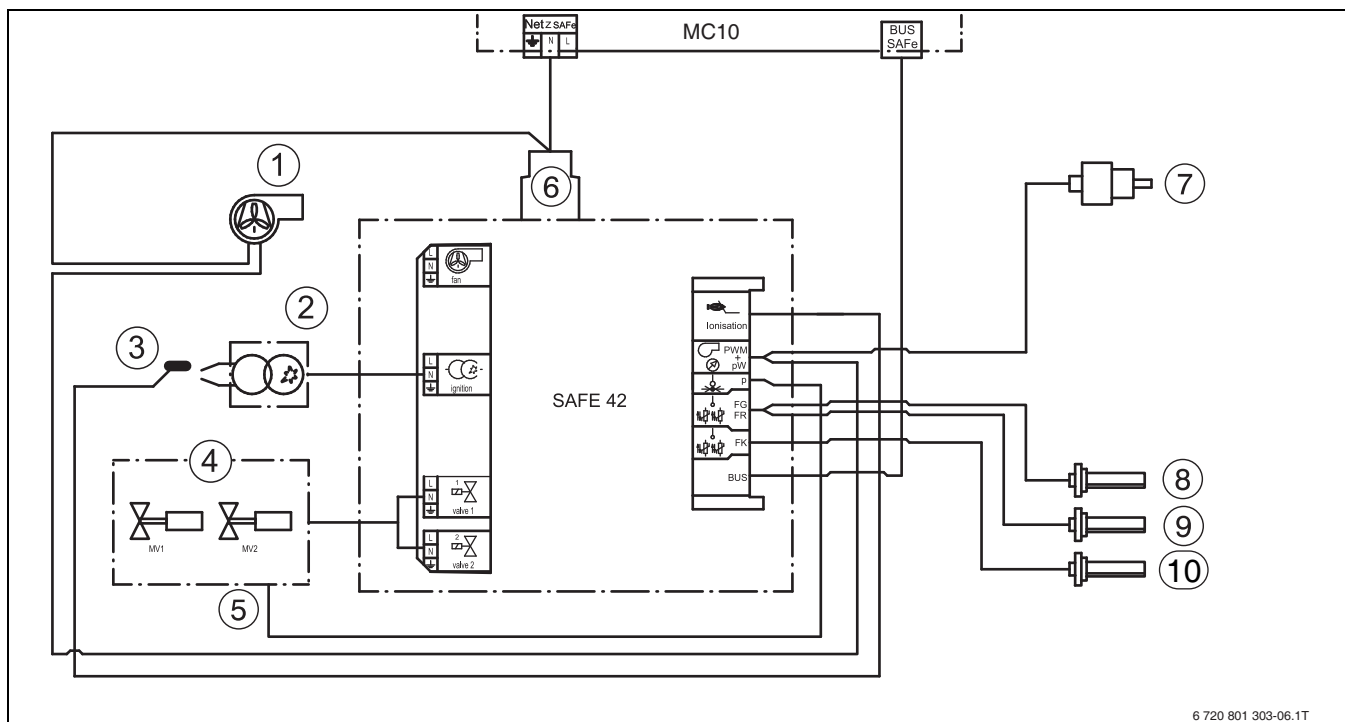 Netz SAFe
N L
MC10
BUS
SAFe
1
6
7
L
N
fan
2
3
Ionisation
PWM
+
pW
L
N
ignition
p
SAFE 42
FG
FR
FK
4
BUS
8
L
N
1
valve 1
9
MV1
MV2
L
N
2
valve 2
10
5
6 720 801 303-06.1T